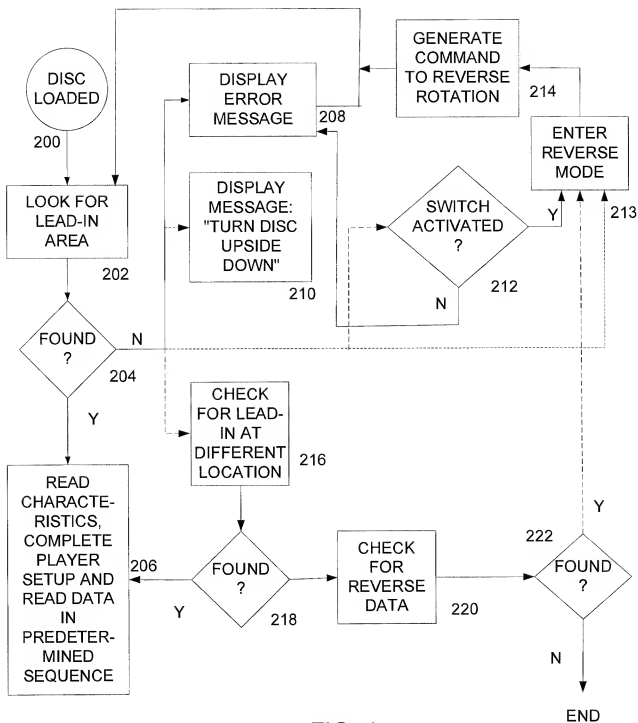 DISC
LOADED
200
LOOK FOR
LEAD-IN
AREA
202
FOUND
?
204
N
Y
READ
CHARACTE-
RISTICS,
COMPLETE
PLAYER
SETUP AND
READ DATA
IN
PREDETER-
MINED
SEQUENCE
206
DISPLAY
ERROR
MESSAGE
208
DISPLAY
MESSAGE:
"TURN DISC
UPSIDE
DOWN"
210
GENERATE
COMMAND
TO REVERSE
ROTATION
214
ENTER
REVERSE
MODE
213
SWITCH
ACTIVATED
?
212
Y
N
CHECK
FOR LEAD-
IN AT
DIFFERENT
LOCATION
216
FOUND
?
218
Y
CHECK
FOR
REVERSE
DATA
220
222
FOUND
?
Y
N
END